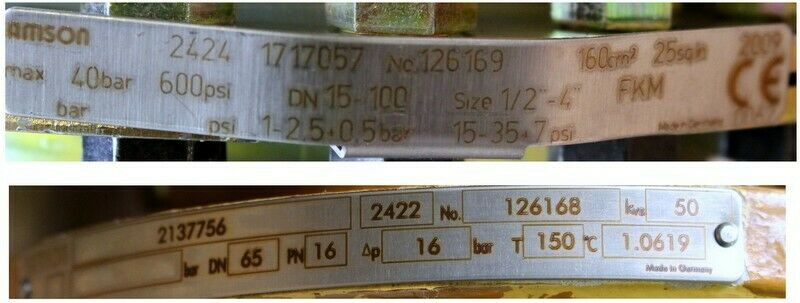 AMSON 2424 1717057 No.126169 160cm² 25sq in 2009
max 40bar 600psi DN 15-100 Size 1/2"-4" FKM CE
bar psi 1-2.5+0.5bar 15-35+7psi Made in Germany
2137756 2422 No. 126168 kvs 50
bar DN 65 PN 16 Δp 16 bar T 150 °C 1.0619
Made in Germany